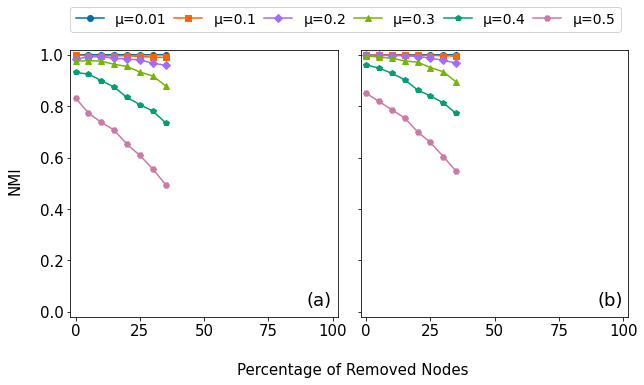 μ=0.01 μ=0.1 μ=0.2 μ=0.3 μ=0.4 μ=0.5
NMI
1.0
0.8
0.6
0.4
0.2
0.0
(a)
(b)
0 25 50 75 100
0 25 50 75 100
Percentage of Removed Nodes